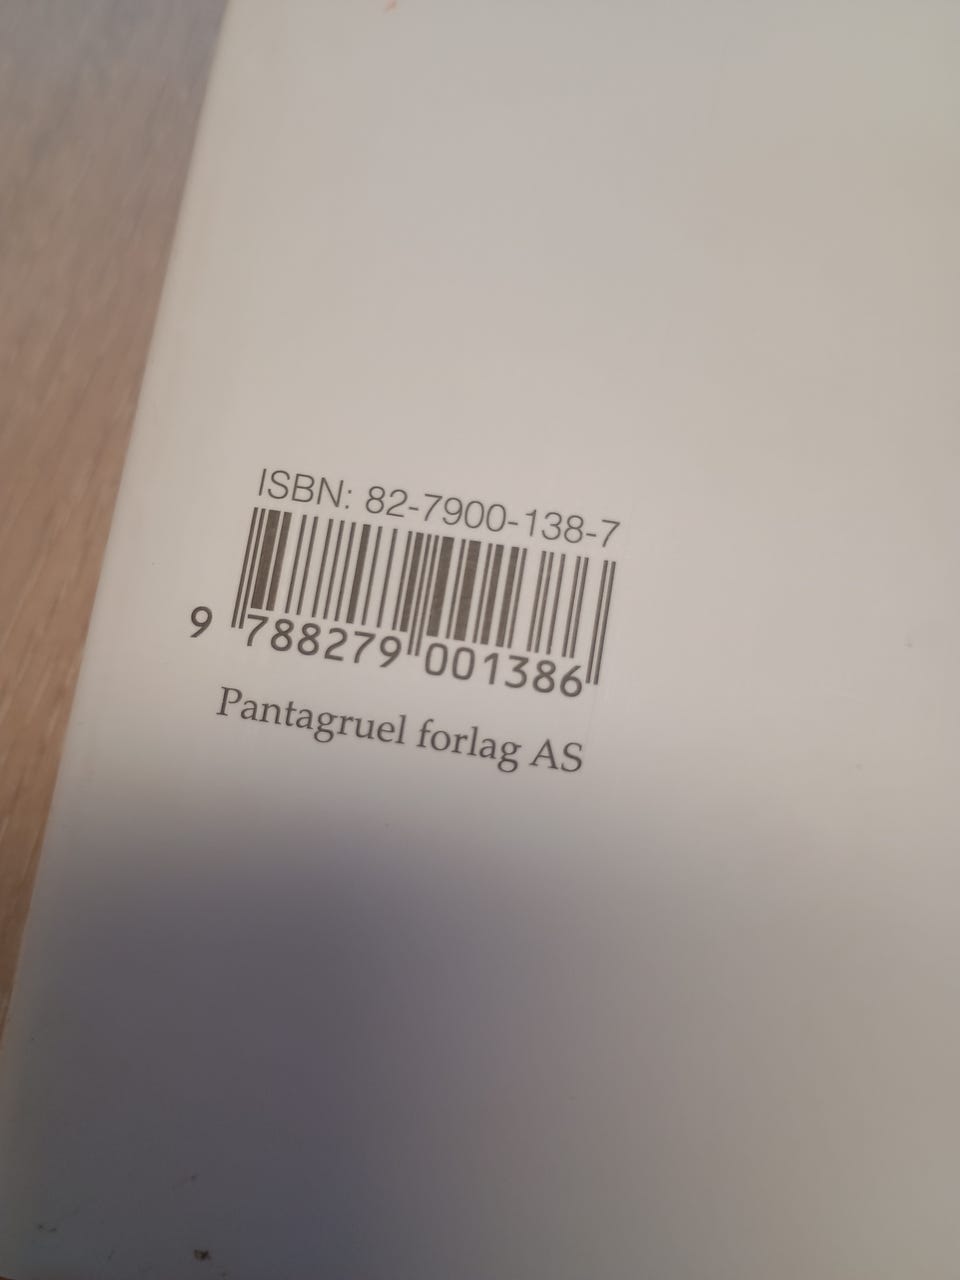 ISBN: 82-7900-138-7
9 788279 001386
Pantagruel forlag AS